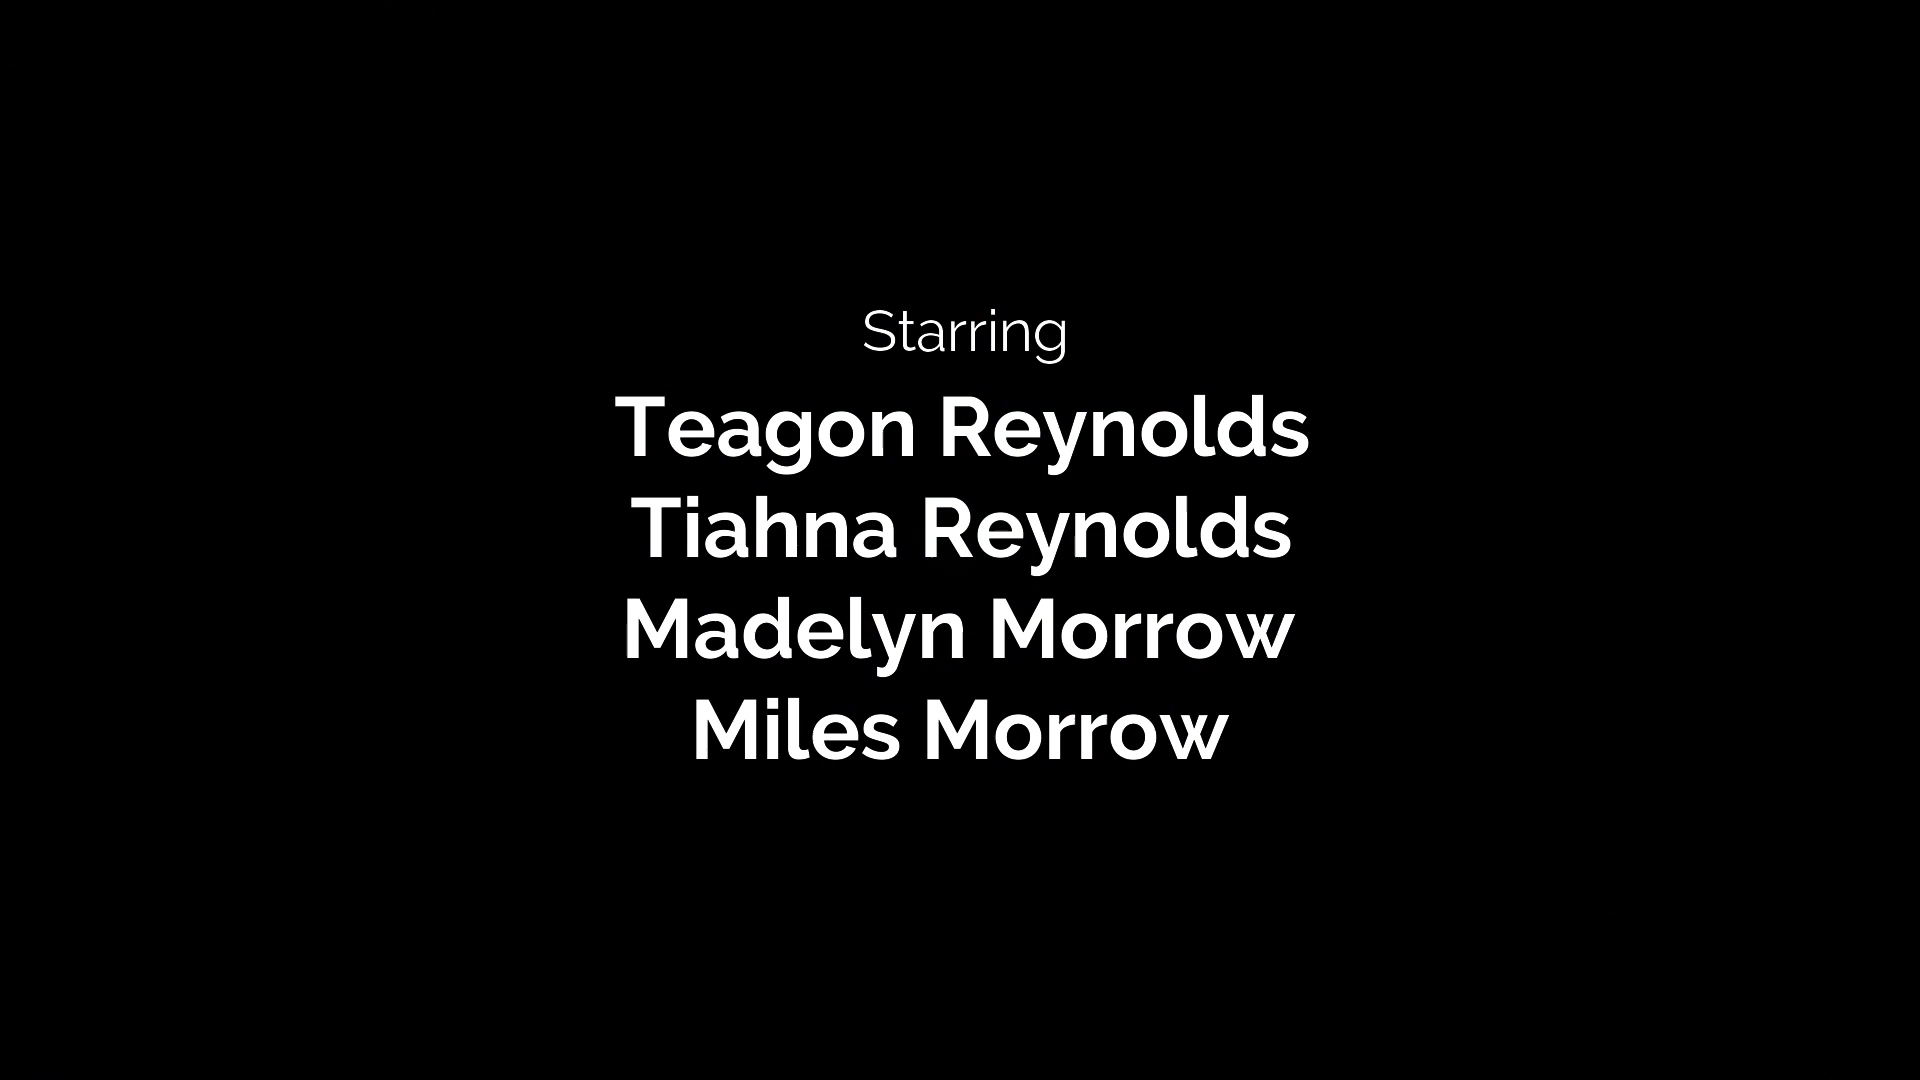 Starring
Teagon Reynolds
Tiahna Reynolds
Madelyn Morrow
Miles Morrow